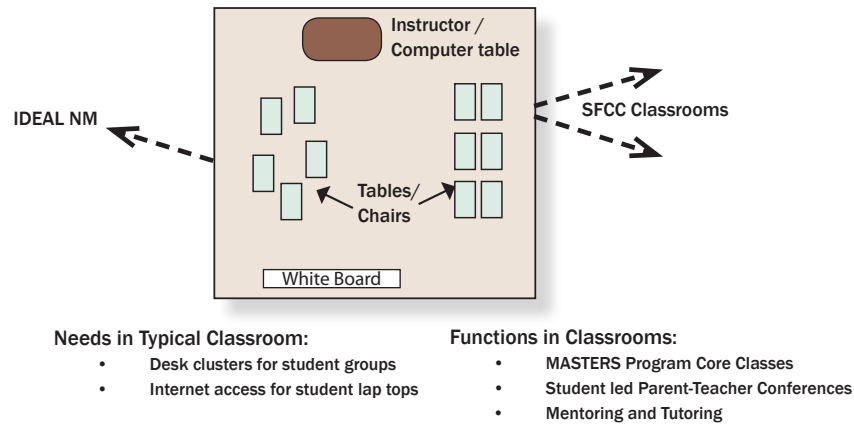 Instructor /
Computer table
IDEAL NM
SFCC Classrooms
Tables/
Chairs
White Board
Needs in Typical Classroom:
• Desk clusters for student groups
• Internet access for student lap tops
Functions in Classrooms:
• MASTERS Program Core Classes
• Student led Parent-Teacher Conferences
• Mentoring and Tutoring